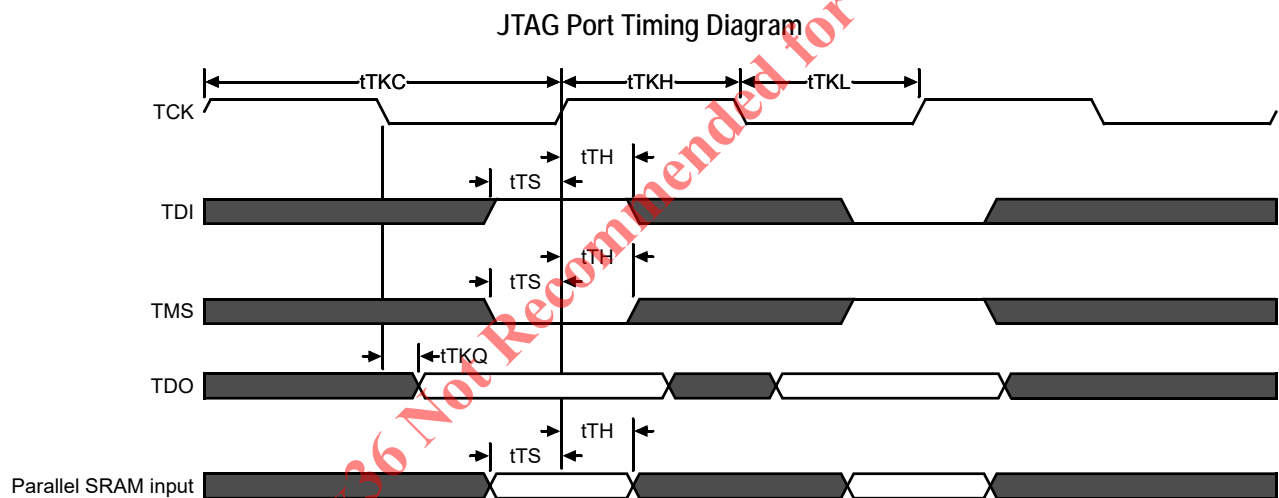 JTAG Port Timing Diagram
tTKC
tTKH
tTKL
TCK
tTH
tTS
TDI
tTH
tTS
TMS
tTKQ
TDO
tTH
tTS
Parallel SRAM input
36 Not Recommended for